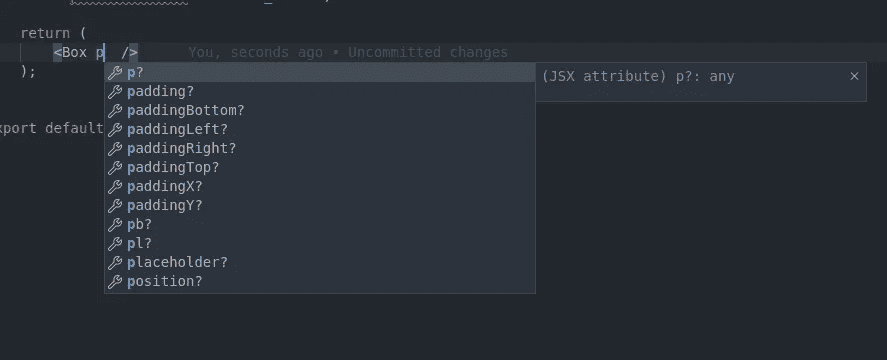 return (
<Box p />
You, seconds ago • Uncommitted changes
);
p?
(JSX attribute) p?: any
×
padding?
paddingBottom?
paddingLeft?
xport default
paddingRight?
paddingTop?
paddingX?
paddingY?
pb?
pl?
placeholder?
position?